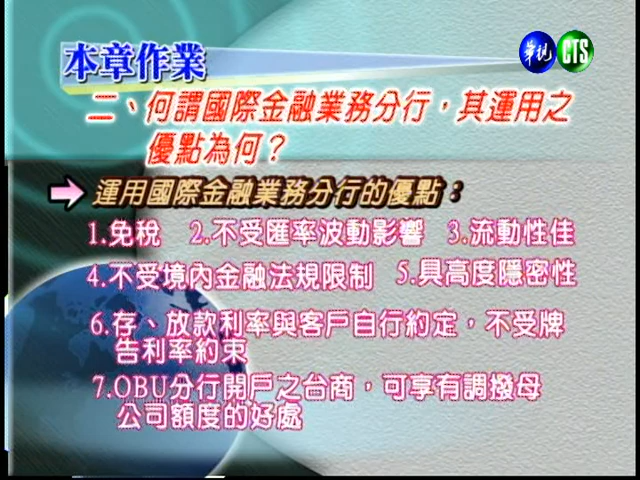 本章作業
華視 CTS
二、何謂國際金融業務分行，其運用之
優點為何？
運用國際金融業務分行的優點：
1.免稅 2.不受匯率波動影響 3.流動性佳
4.不受境內金融法規限制 5.具高度隱密性
6.存、放款利率與客戶自行約定，不受牌
告利率約束
7.OBU分行開戶之台商，可享有調撥母
公司額度的好處